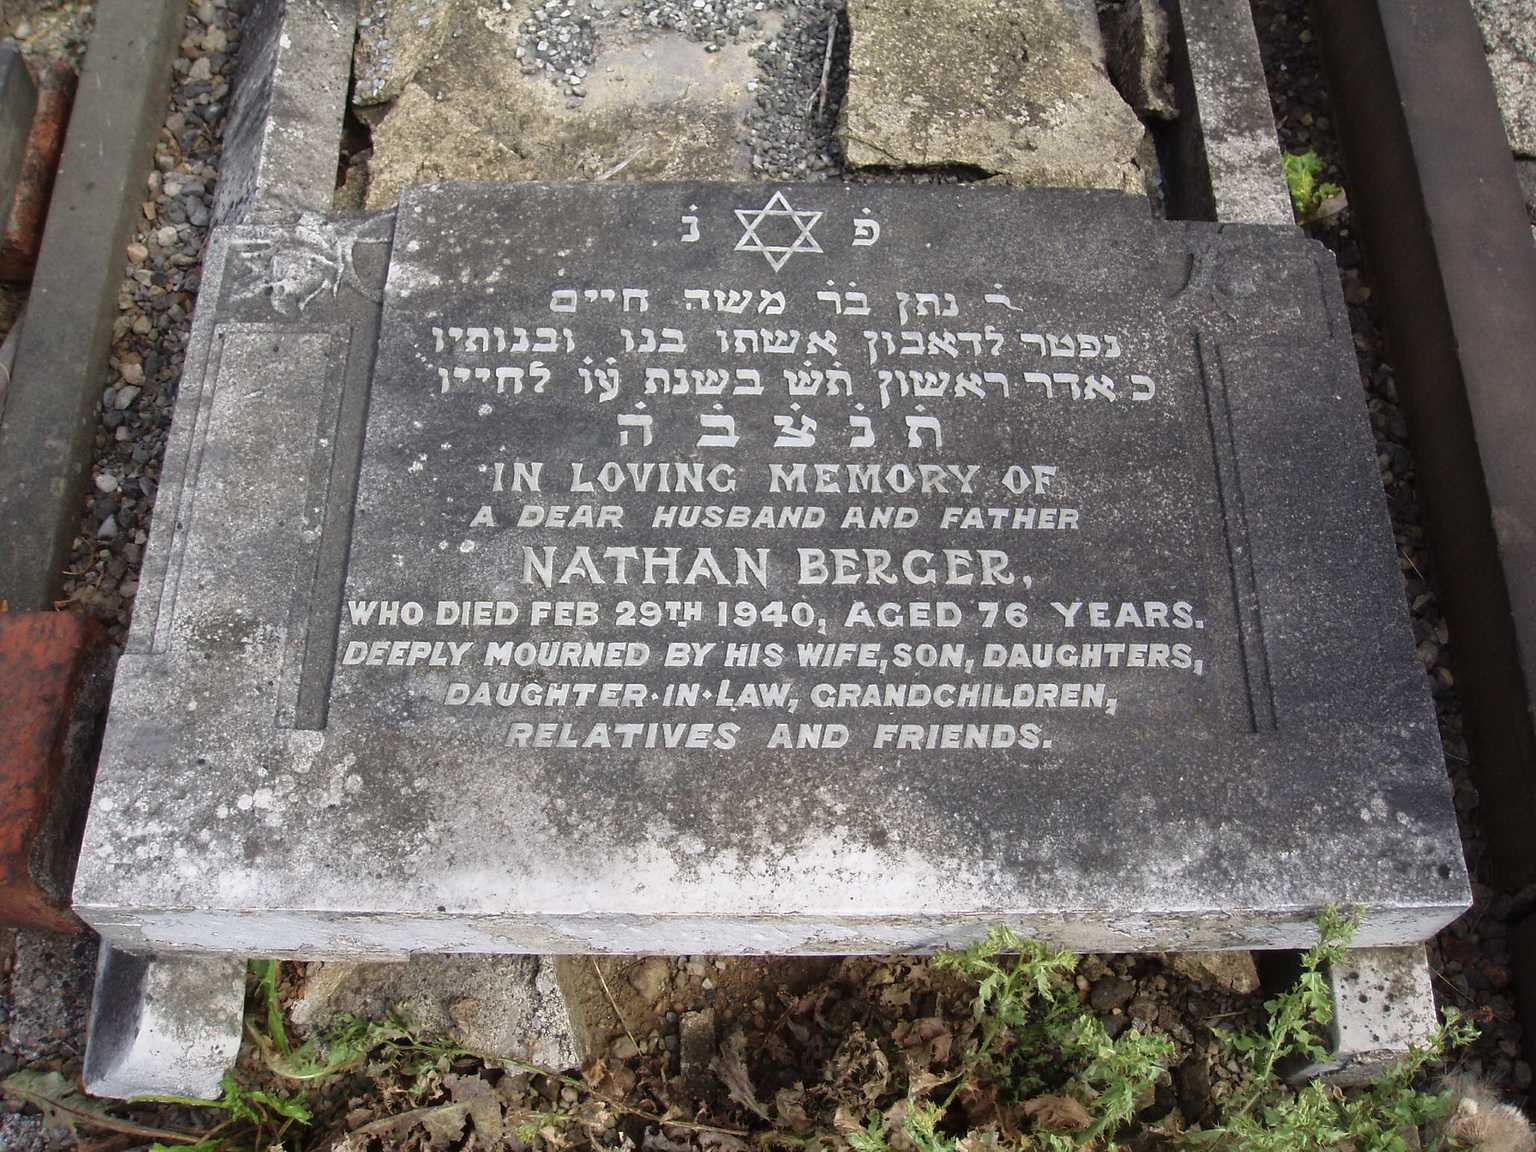 פ נ
ר׳ נתן בר׳ משה חיים
נפטר לדאבון אשתו בנו ובנותיו
כ אדר ראשון תש בשנת עו לחייו
ת נ צ ב ה
IN LOVING MEMORY OF
A DEAR HUSBAND AND FATHER
NATHAN BERGER,
WHO DIED FEB 29TH 1940, AGED 76 YEARS.
DEEPLY MOURNED BY HIS WIFE, SON, DAUGHTERS,
DAUGHTER-IN-LAW, GRANDCHILDREN,
RELATIVES AND FRIENDS.